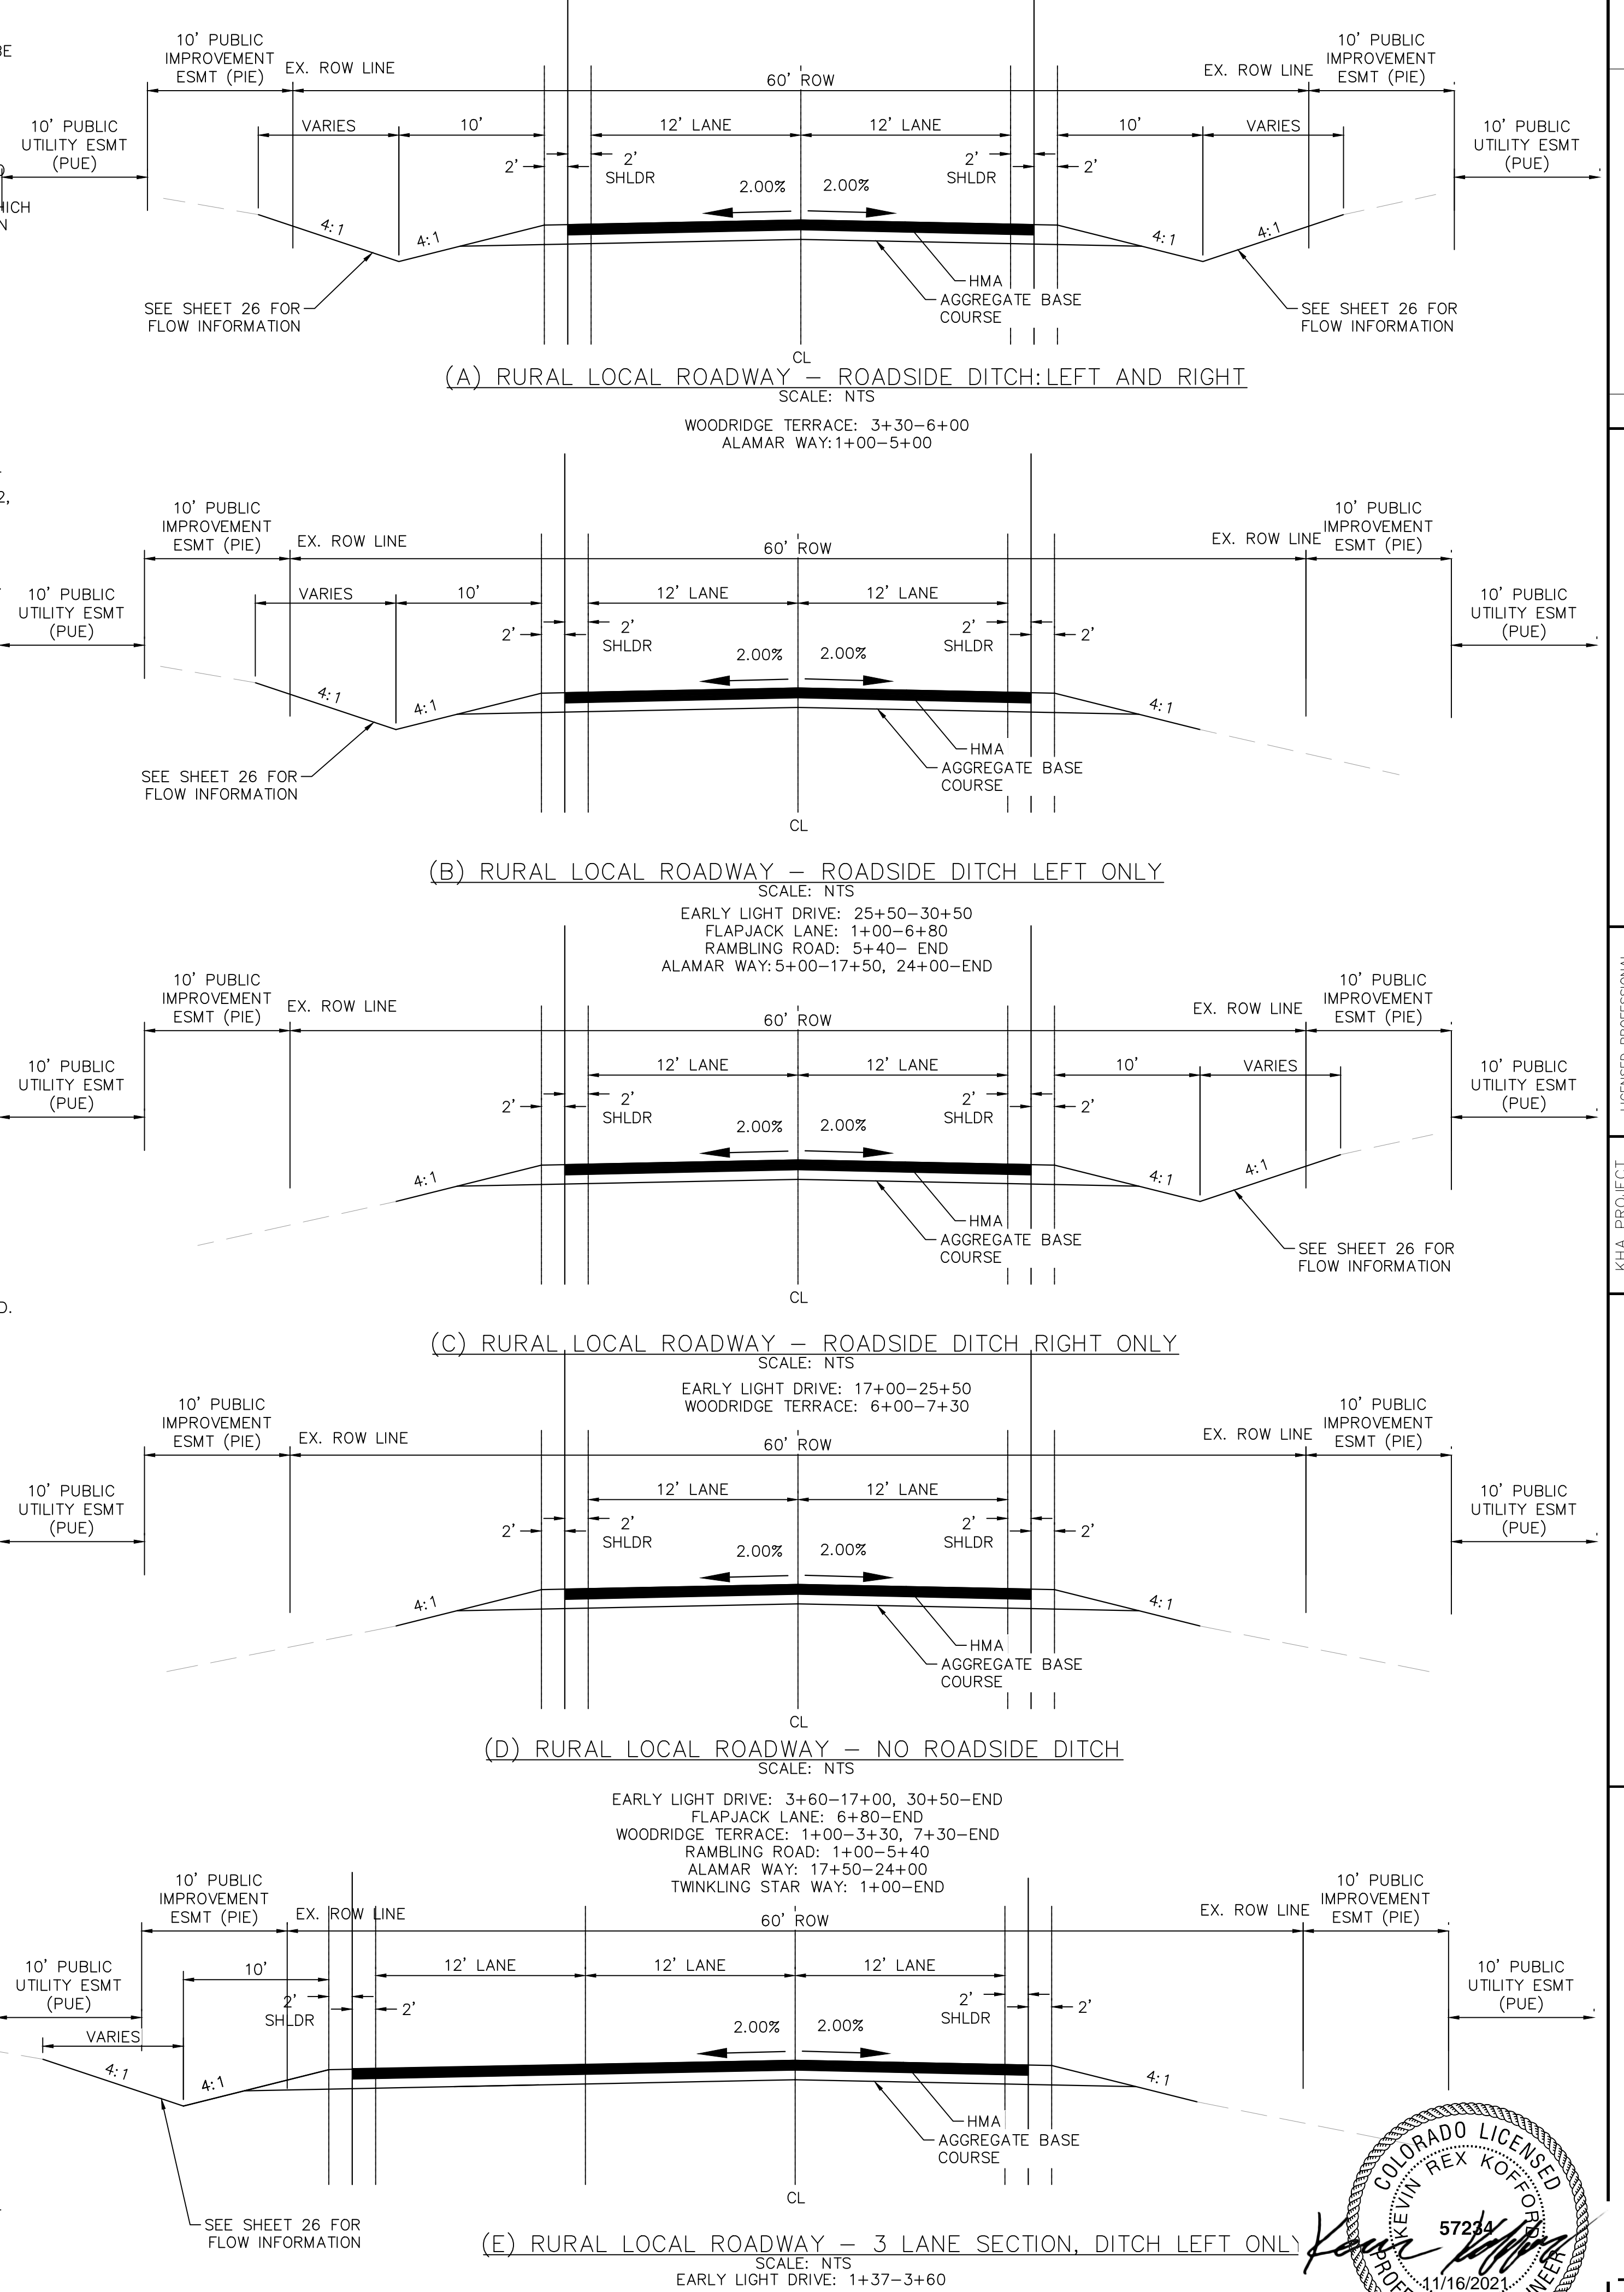 BE
HICH
N
2,
O.
10' PUBLIC
IMPROVEMENT
ESMT (PIE)
EX. ROW LINE
60' ROW
EX. ROW LINE
10' PUBLIC
IMPROVEMENT
ESMT (PIE)
10' PUBLIC
UTILITY ESMT
(PUE)
VARIES
10'
12' LANE
12' LANE
10'
VARIES
10' PUBLIC
UTILITY ESMT
(PUE)
2'
2'
SHLDR
2'
SHLDR
2'
2.00%
2.00%
4:1
4:1
4:1
4:1
HMA
AGGREGATE BASE
COURSE
SEE SHEET 26 FOR
FLOW INFORMATION
SEE SHEET 26 FOR
FLOW INFORMATION
CL
(A) RURAL LOCAL ROADWAY – ROADSIDE DITCH: LEFT AND RIGHT
SCALE: NTS
WOODRIDGE TERRACE: 3+30–6+00
ALAMAR WAY:1+00–5+00
10' PUBLIC
IMPROVEMENT
ESMT (PIE)
EX. ROW LINE
60' ROW
EX. ROW LINE
10' PUBLIC
IMPROVEMENT
ESMT (PIE)
10' PUBLIC
UTILITY ESMT
(PUE)
VARIES
10'
12' LANE
12' LANE
10' PUBLIC
UTILITY ESMT
(PUE)
2'
2'
SHLDR
2'
SHLDR
2'
2.00%
2.00%
4:1
4:1
4:1
HMA
AGGREGATE BASE
COURSE
SEE SHEET 26 FOR
FLOW INFORMATION
CL
(B) RURAL LOCAL ROADWAY – ROADSIDE DITCH LEFT ONLY
SCALE: NTS
EARLY LIGHT DRIVE: 25+50–30+50
FLAPJACK LANE: 1+00–6+80
RAMBLING ROAD: 5+40– END
ALAMAR WAY:5+00–17+50, 24+00–END
10' PUBLIC
IMPROVEMENT
ESMT (PIE)
EX. ROW LINE
60' ROW
EX. ROW LINE
10' PUBLIC
IMPROVEMENT
ESMT (PIE)
10' PUBLIC
UTILITY ESMT
(PUE)
12' LANE
12' LANE
10'
VARIES
10' PUBLIC
UTILITY ESMT
(PUE)
2'
2'
SHLDR
2'
SHLDR
2'
2.00%
2.00%
4:1
4:1
4:1
HMA
AGGREGATE BASE
COURSE
SEE SHEET 26 FOR
FLOW INFORMATION
CL
(C) RURAL LOCAL ROADWAY – ROADSIDE DITCH RIGHT ONLY
SCALE: NTS
EARLY LIGHT DRIVE: 17+00–25+50
WOODRIDGE TERRACE: 6+00–7+30
10' PUBLIC
IMPROVEMENT
ESMT (PIE)
EX. ROW LINE
60' ROW
EX. ROW LINE
10' PUBLIC
IMPROVEMENT
ESMT (PIE)
10' PUBLIC
UTILITY ESMT
(PUE)
12' LANE
12' LANE
10' PUBLIC
UTILITY ESMT
(PUE)
2'
2'
SHLDR
2'
SHLDR
2'
2.00%
2.00%
4:1
4:1
HMA
AGGREGATE BASE
COURSE
CL
(D) RURAL LOCAL ROADWAY – NO ROADSIDE DITCH
SCALE: NTS
EARLY LIGHT DRIVE: 3+60–17+00, 30+50–END
FLAPJACK LANE: 6+80–END
WOODRIDGE TERRACE: 1+00–3+30, 7+30–END
RAMBLING ROAD: 1+00–5+40
ALAMAR WAY: 17+50–24+00
TWINKLING STAR WAY: 1+00–END
10' PUBLIC
IMPROVEMENT
ESMT (PIE)
EX. ROW LINE
60' ROW
EX. ROW LINE
10' PUBLIC
IMPROVEMENT
ESMT (PIE)
10' PUBLIC
UTILITY ESMT
(PUE)
10'
12' LANE
12' LANE
12' LANE
10' PUBLIC
UTILITY ESMT
(PUE)
2'
SHLDR
2'
2'
SHLDR
2'
VARIES
2.00%
2.00%
4:1
4:1
4:1
HMA
AGGREGATE BASE
COURSE
SEE SHEET 26 FOR
FLOW INFORMATION
CL
(E) RURAL LOCAL ROADWAY – 3 LANE SECTION, DITCH LEFT ONLY
SCALE: NTS
EARLY LIGHT DRIVE: 1+37–3+60
COLORADO LICENSED
KEVIN REX KOFFORD
57234
11/16/2021
KHA PROJECT